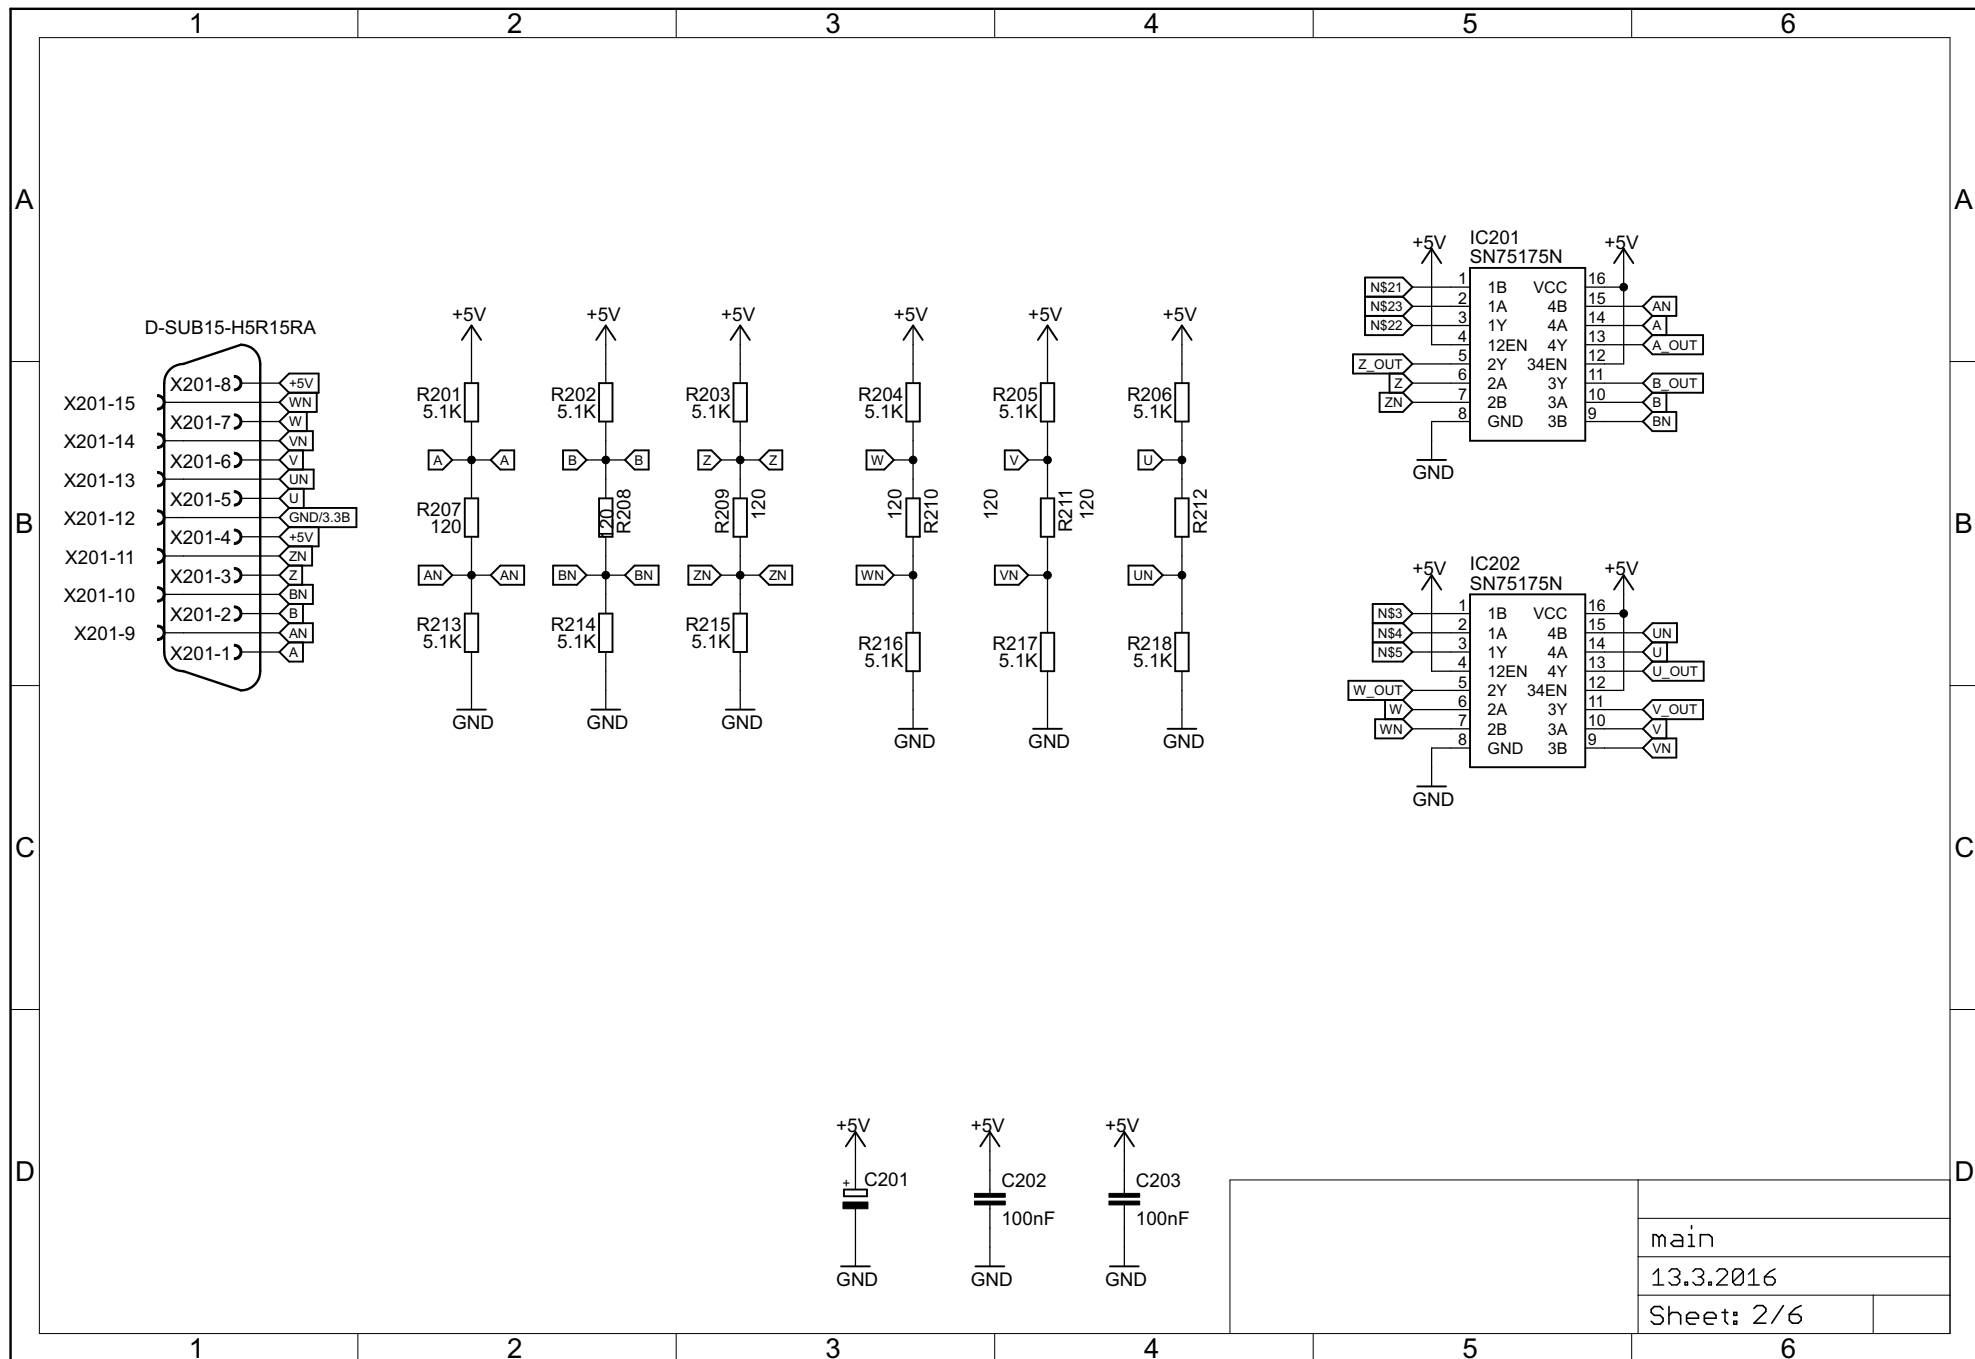 1 2 3 4 5 6
A A
B B
C C
D D
D-SUB15-H5R15RA
X201-8 +5V
X201-15 WN
X201-7 W
X201-14 VN
X201-6 V
X201-13 UN
X201-5 U
X201-12 GND/3.3B
X201-4 +5V
X201-11 ZN
X201-3 Z
X201-10 BN
X201-2 B
X201-9 AN
X201-1 A
+5V +5V +5V +5V +5V +5V
R201 R202 R203 R204 R205 R206
5.1K 5.1K 5.1K 5.1K 5.1K 5.1K
A A B B Z Z W V U
R207 120
120 R208
R209 120
120 R210
120 R211
120 R212
AN AN BN BN ZN ZN WN VN UN
R213 R214 R215 R216 R217 R218
5.1K 5.1K 5.1K 5.1K 5.1K 5.1K
GND GND GND GND GND GND
+5V IC201 +5V
SN75175N
N$21 1 1B VCC 16
N$23 2 1A 4B 15 AN
N$22 3 1Y 4A 14 A
4 12EN 4Y 13 A_OUT
Z_OUT 5 2Y 34EN 12
Z 6 2A 3Y 11 B_OUT
ZN 7 2B 3A 10 B
8 GND 3B 9 BN
GND
+5V IC202 +5V
SN75175N
N$3 1 1B VCC 16
N$4 2 1A 4B 15 UN
N$5 3 1Y 4A 14 U
4 12EN 4Y 13 U_OUT
W_OUT 5 2Y 34EN 12
W 6 2A 3Y 11 V_OUT
WN 7 2B 3A 10 V
8 GND 3B 9 VN
GND
+5V +5V +5V
+ C201 C202 C203
100nF 100nF
GND GND GND
main
13.3.2016
Sheet: 2/6
1 2 3 4 5 6